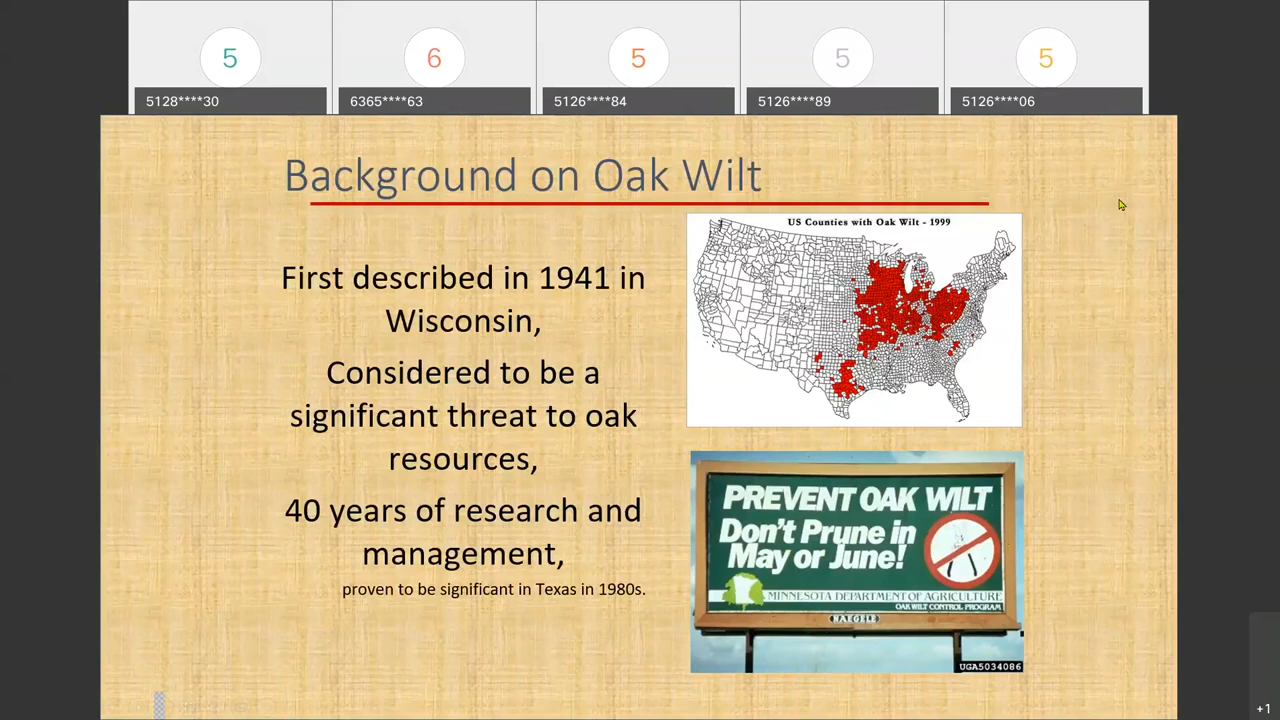 5
6
5
5
5
5128****30
6365****63
5126****84
5126****89
5126****06
Background on Oak Wilt
First described in 1941 in
Wisconsin,
Considered to be a
significant threat to oak
resources,
40 years of research and
management,
proven to be significant in Texas in 1980s.
US Counties with Oak Wilt - 1999
PREVENT OAK WILT
Don't Prune in
May or June!
MINNESOTA DEPARTMENT OF AGRICULTURE
OAK WILT CONTROL PROGRAM
NAEGELE
UGA5034086
+1